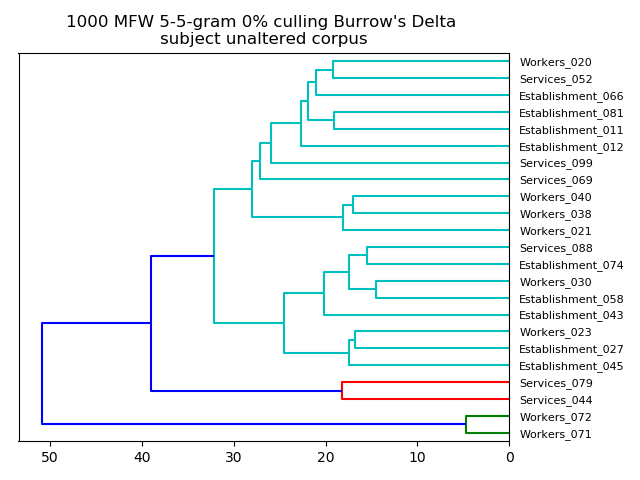 1000 MFW 5-5-gram 0% culling Burrow's Delta
subject unaltered corpus
Workers_020
Services_052
Establishment_066
Establishment_081
Establishment_011
Establishment_012
Services_099
Services_069
Workers_040
Workers_038
Workers_021
Services_088
Establishment_074
Workers_030
Establishment_058
Establishment_043
Workers_023
Establishment_027
Establishment_045
Services_079
Services_044
Workers_072
Workers_071
50 40 30 20 10 0